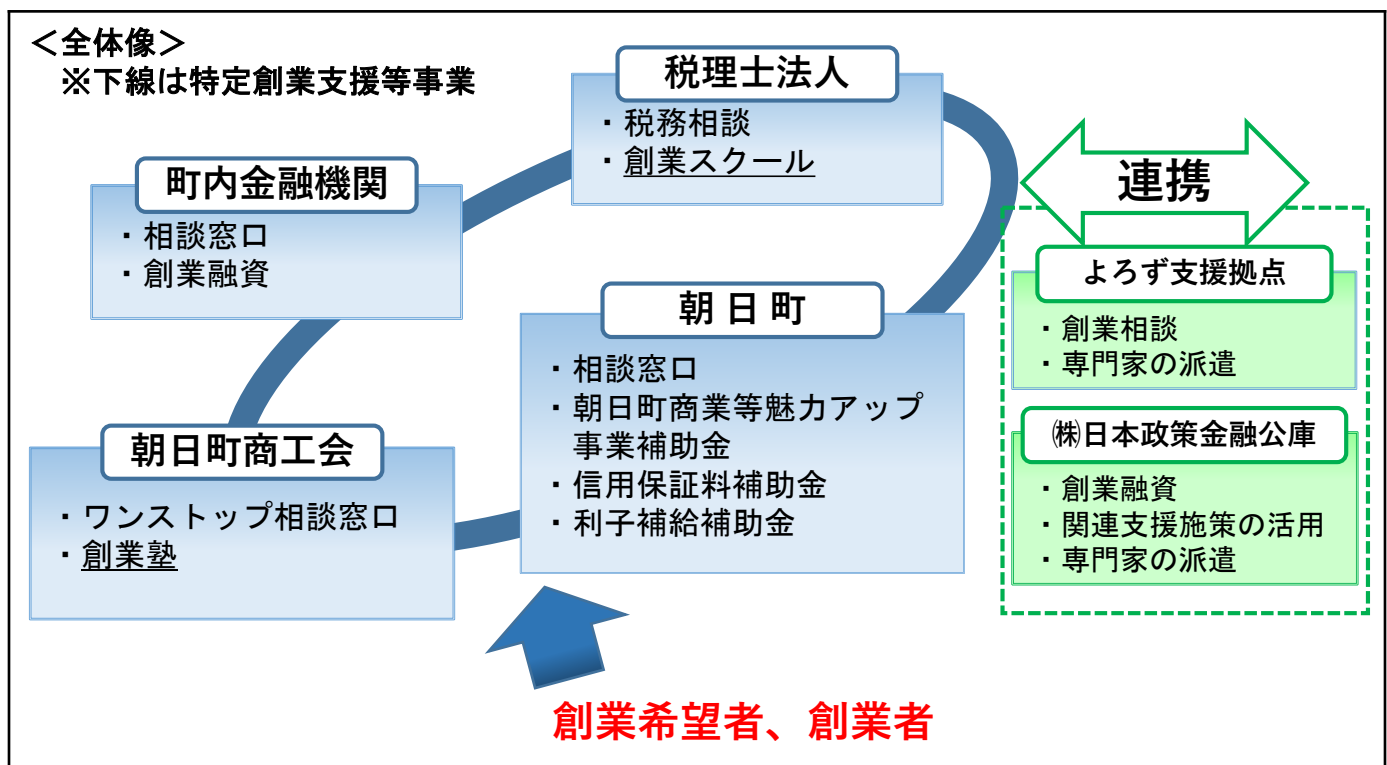 ＜全体像＞
※下線は特定創業支援等事業
税理士法人
・税務相談
・創業スクール
町内金融機関
・相談窓口
・創業融資
連携
よろず支援拠点
・創業相談
・専門家の派遣
朝日町
・相談窓口
・朝日町商業等魅力アップ
事業補助金
・信用保証料補助金
・利子補給補助金
㈱日本政策金融公庫
・創業融資
・関連支援施策の活用
・専門家の派遣
朝日町商工会
・ワンストップ相談窓口
・創業塾
創業希望者、創業者